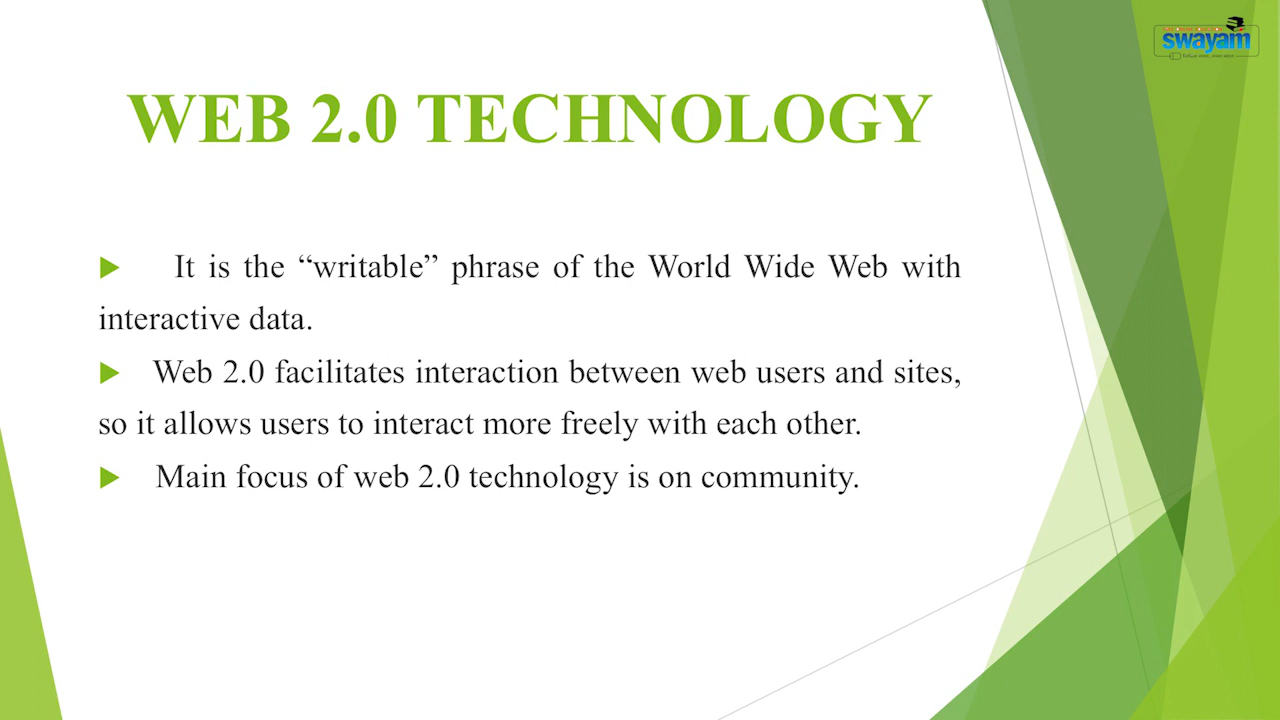 swayam
WEB 2.0 TECHNOLOGY
It is the “writable” phrase of the World Wide Web with
interactive data.
Web 2.0 facilitates interaction between web users and sites,
so it allows users to interact more freely with each other.
Main focus of web 2.0 technology is on community.